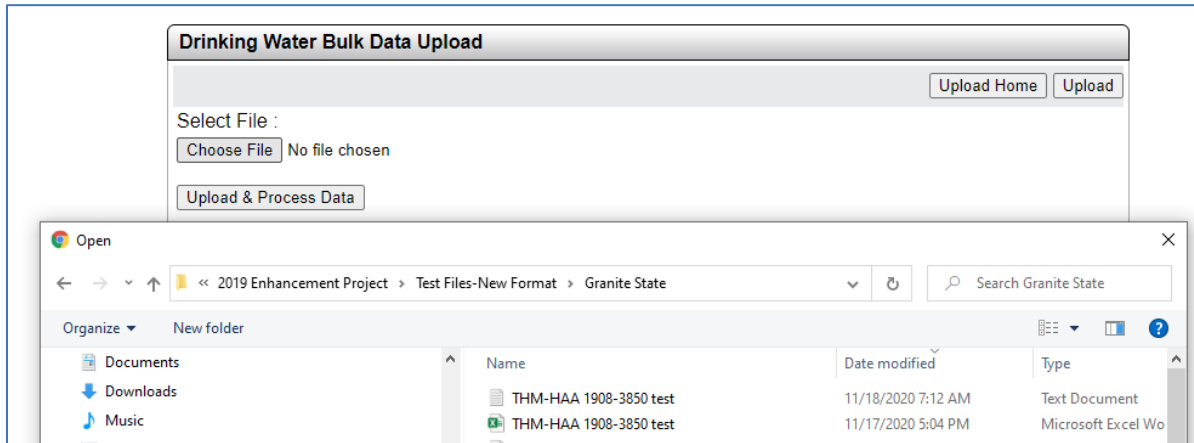 Drinking Water Bulk Data Upload
Upload Home Upload
Select File :
Choose File No file chosen
Upload & Process Data
Open
« 2019 Enhancement Project › Test Files-New Format › Granite State Search Granite State
Organize New folder
Documents Name Date modified Type
Downloads THM-HAA 1908-3850 test 11/18/2020 7:12 AM Text Document
Music THM-HAA 1908-3850 test 11/17/2020 5:04 PM Microsoft Excel Wo